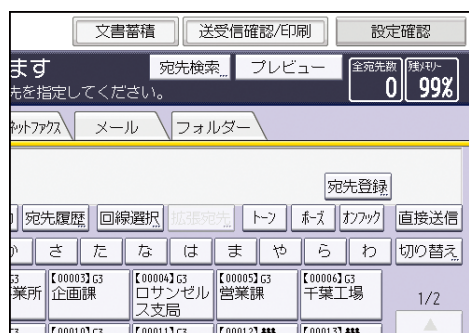 文書蓄積 送受信確認/印刷 設定確認
ます 宛先検索 プレビュー 全宛先数 残メモリー
先を指定してください。 0 99%
ネットファクス メール フォルダー
宛先登録
宛先履歴 回線選択 拡張宛先 トーン ポーズ オンフック 直接送信
か さ た な は ま や ら わ 切り替え
G3 【00003】G3 【00004】G3 【00005】G3 【00006】G3
業所 企画課 ロサンゼル 営業課 千葉工場 1/2
ス支局
【00010】G3 【00011】G3 【00012】 【00013】